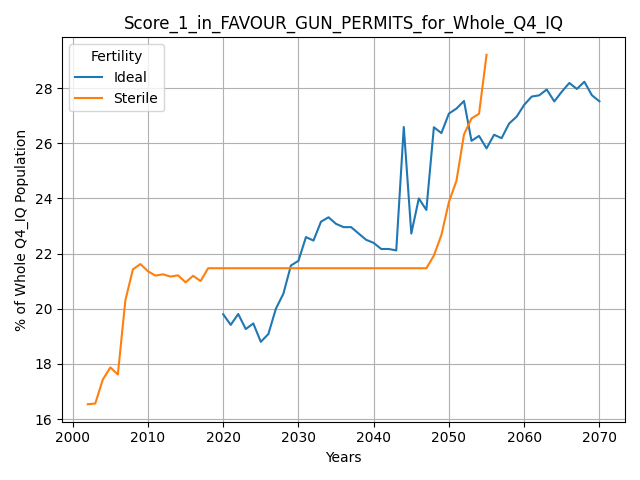 Score_1_in_FAVOUR_GUN_PERMITS_for_Whole_Q4_IQ
Fertility
Ideal
Sterile
% of Whole Q4_IQ Population
28
26
24
22
20
18
16
2000 2010 2020 2030 2040 2050 2060 2070
Years